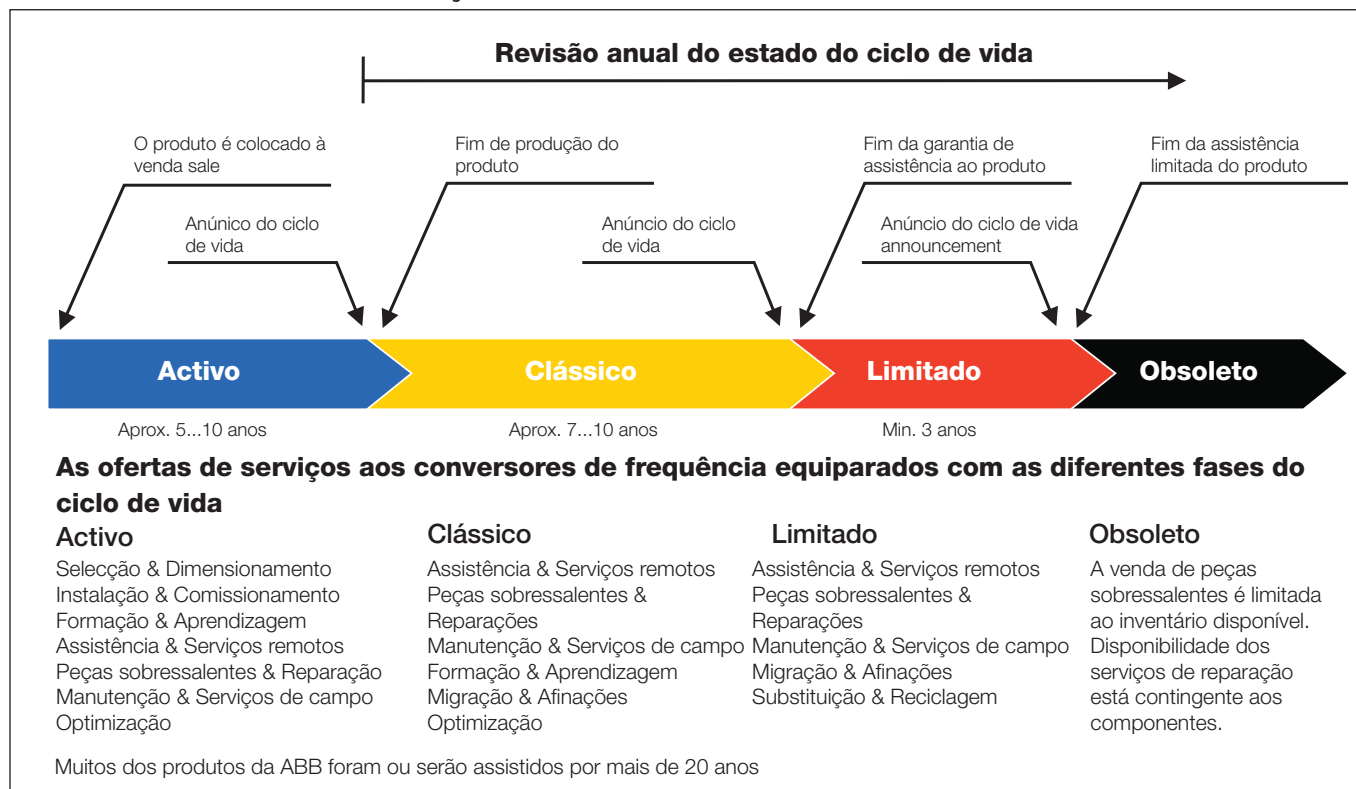 Revisão anual do estado do ciclo de vida
O produto é colocado à
venda sale
Fim de produção do
produto
Fim da garantia de
assistência ao produto
Fim da assistência
limitada do produto
Anúnico do ciclo
de vida
Anúncio do ciclo
de vida
Anúncio do ciclo de vida
announcement
Activo
Clássico
Limitado
Obsoleto
Aprox. 5...10 anos
Aprox. 7...10 anos
Min. 3 anos
As ofertas de serviços aos conversores de frequência equiparados com as diferentes fases do
ciclo de vida
Activo
Selecção & Dimensionamento
Instalação & Comissionamento
Formação & Aprendizagem
Assistência & Serviços remotos
Peças sobressalentes & Reparação
Manutenção & Serviços de campo
Optimização
Clássico
Assistência & Serviços remotos
Peças sobressalentes &
Reparações
Manutenção & Serviços de campo
Formação & Aprendizagem
Migração & Afinações
Optimização
Limitado
Assistência & Serviços remotos
Peças sobressalentes &
Reparações
Manutenção & Serviços de campo
Migração & Afinações
Substituição & Reciclagem
Obsoleto
A venda de peças
sobressalentes é limitada
ao inventário disponível.
Disponibilidade dos
serviços de reparação
está contingente aos
componentes.
Muitos dos produtos da ABB foram ou serão assistidos por mais de 20 anos